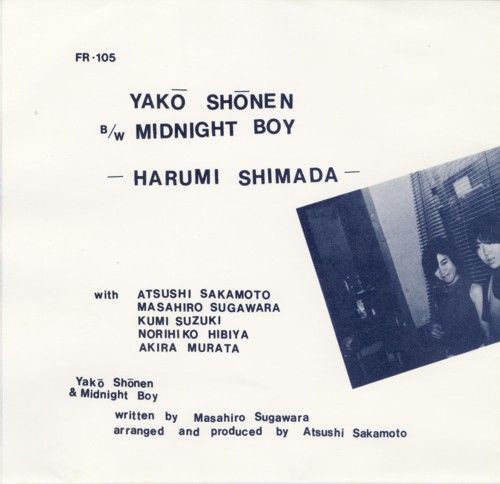 FR·105
YAKŌ SHŌNEN
B/W MIDNIGHT BOY
— HARUMI SHIMADA —
with ATSUSHI SAKAMOTO
MASAHIRO SUGAWARA
KUMI SUZUKI
NORIHIKO HIBIYA
AKIRA MURATA
Yakō Shōnen
& Midnight Boy
written by Masahiro Sugawara
arranged and produced by Atsushi Sakamoto